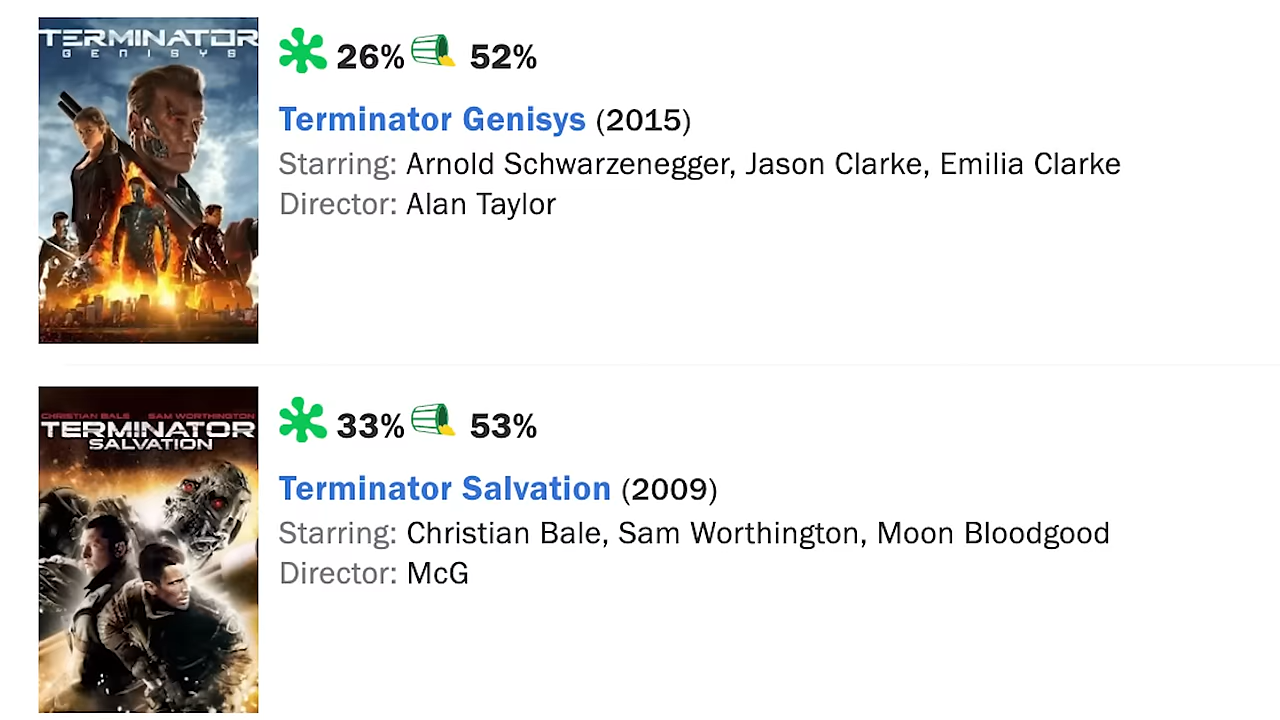 TERMINATOR
GENISYS
26% 52%
Terminator Genisys (2015)
Starring: Arnold Schwarzenegger, Jason Clarke, Emilia Clarke
Director: Alan Taylor
CHRISTIAN BALE SAM WORTHINGTON
TERMINATOR
SALVATION
33% 53%
Terminator Salvation (2009)
Starring: Christian Bale, Sam Worthington, Moon Bloodgood
Director: McG